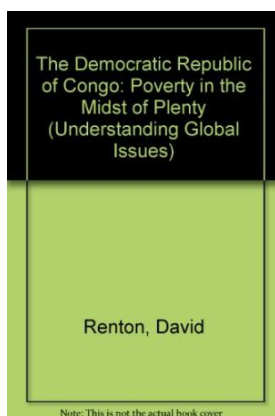 The Democratic Republic
of Congo: Poverty in the
Midst of Plenty
(Understanding Global
Issues)
Renton, David
Note: This is not the actual book cover